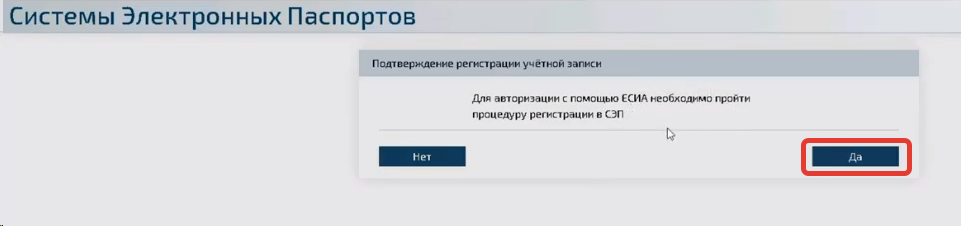 Системы Электронных Паспортов
Подтверждение регистрации учётной записи
Для авторизации с помощью ЕСИА необходимо пройти
процедуру регистрации в СЭП
Нет
Да